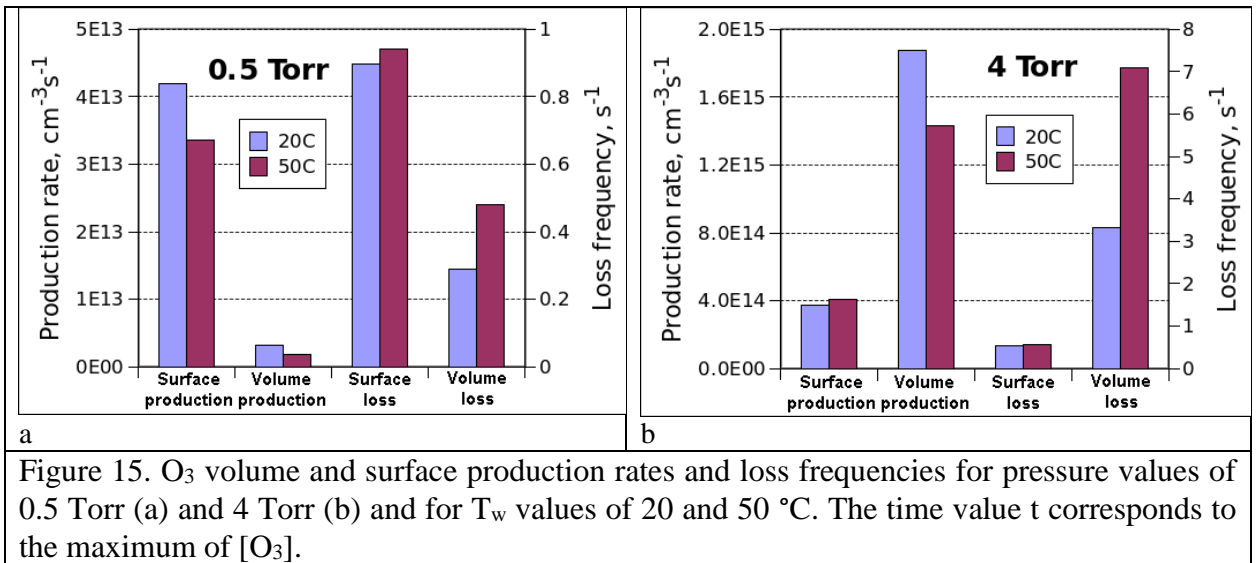 5E13
4E13
3E13
2E13
1E13
0E00
Production rate, cm-3s-1
0.5 Torr
20C
50C
1
0.8
0.6
0.4
0.2
0
Loss frequency, s-1
Surface production
Volume production
Surface loss
Volume loss
a
2.0E15
1.6E15
1.2E15
8.0E14
4.0E14
0.0E00
Production rate, cm-3s-1
4 Torr
20C
50C
8
7
6
5
4
3
2
1
0
Loss frequency, s-1
Surface production
Volume production
Surface loss
Volume loss
b
Figure 15. O3 volume and surface production rates and loss frequencies for pressure values of
0.5 Torr (a) and 4 Torr (b) and for Tw values of 20 and 50 °C. The time value t corresponds to
the maximum of [O3].